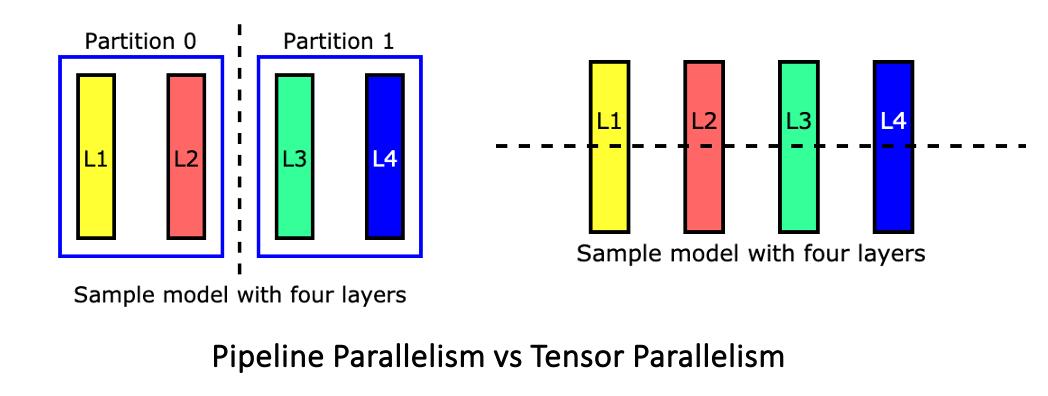 Partition 0
Partition 1
L1
L2
L3
L4
Sample model with four layers
L1
L2
L3
L4
Sample model with four layers
Pipeline Parallelism vs Tensor Parallelism